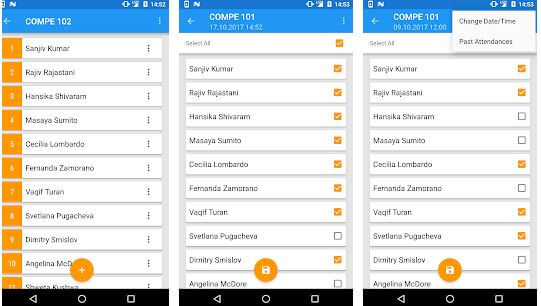 14:52
COMPE 102
1 Sanjiv Kumar
2 Rajiv Rajastani
3 Hansika Shivaram
4 Masaya Sumito
5 Cecilia Lombardo
6 Fernanda Zamorano
7 Vaqif Turan
8 Svetlana Pugacheva
9 Dimitry Smislov
10 Angelina McDore
11 Shweta Kushwa
14:53
COMPE 101
17.10.2017 14:52
Select All
Sanjiv Kumar
Rajiv Rajastani
Hansika Shivaram
Masaya Sumito
Cecilia Lombardo
Fernanda Zamorano
Vaqif Turan
Svetlana Pugacheva
Dimitry Smislov
Angelina McDore
14:53
COMPE 101
09.10.2017 12:00
Change Date/Time
Past Attendances
Select All
Sanjiv Kumar
Rajiv Rajastani
Hansika Shivaram
Masaya Sumito
Cecilia Lombardo
Fernanda Zamorano
Vaqif Turan
Svetlana Pugacheva
Dimitry Smislov
Angelina McDore